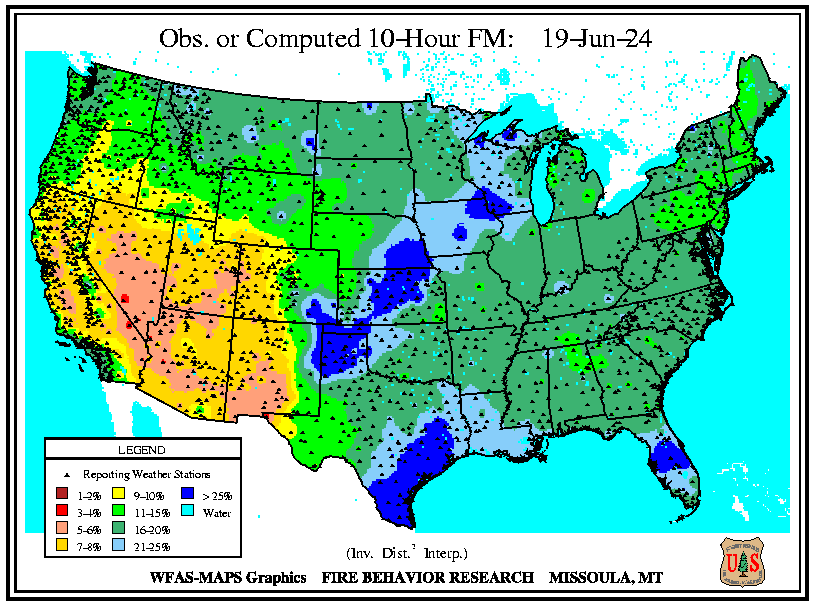 Obs. or Computed 10-Hour FM: 19-Jun-24
LEGEND
Reporting Weather Stations
1-2%
3-4%
5-6%
7-8%
9-10%
11-15%
16-20%
21-25%
> 25%
Water
(Inv. Dist.² Interp.)
WFAS-MAPS Graphics FIRE BEHAVIOR RESEARCH MISSOULA, MT
U S